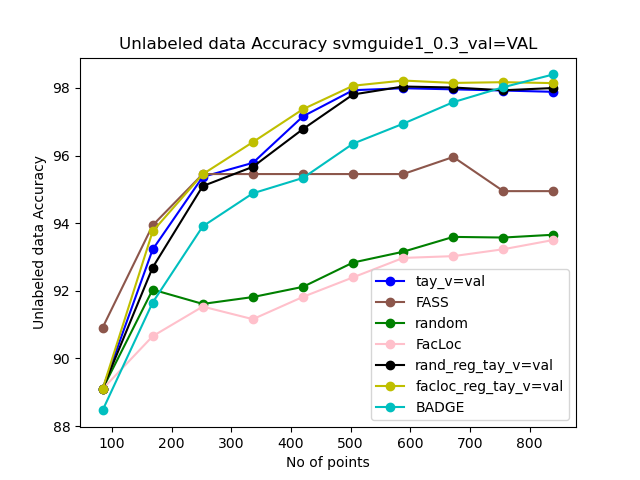 Unlabeled data Accuracy svmguide1_0.3_val=VAL
Unlabeled data Accuracy
98
96
94
92
90
88
tay_v=val
FASS
random
FacLoc
rand_reg_tay_v=val
facloc_reg_tay_v=val
BADGE
100 200 300 400 500 600 700 800
No of points